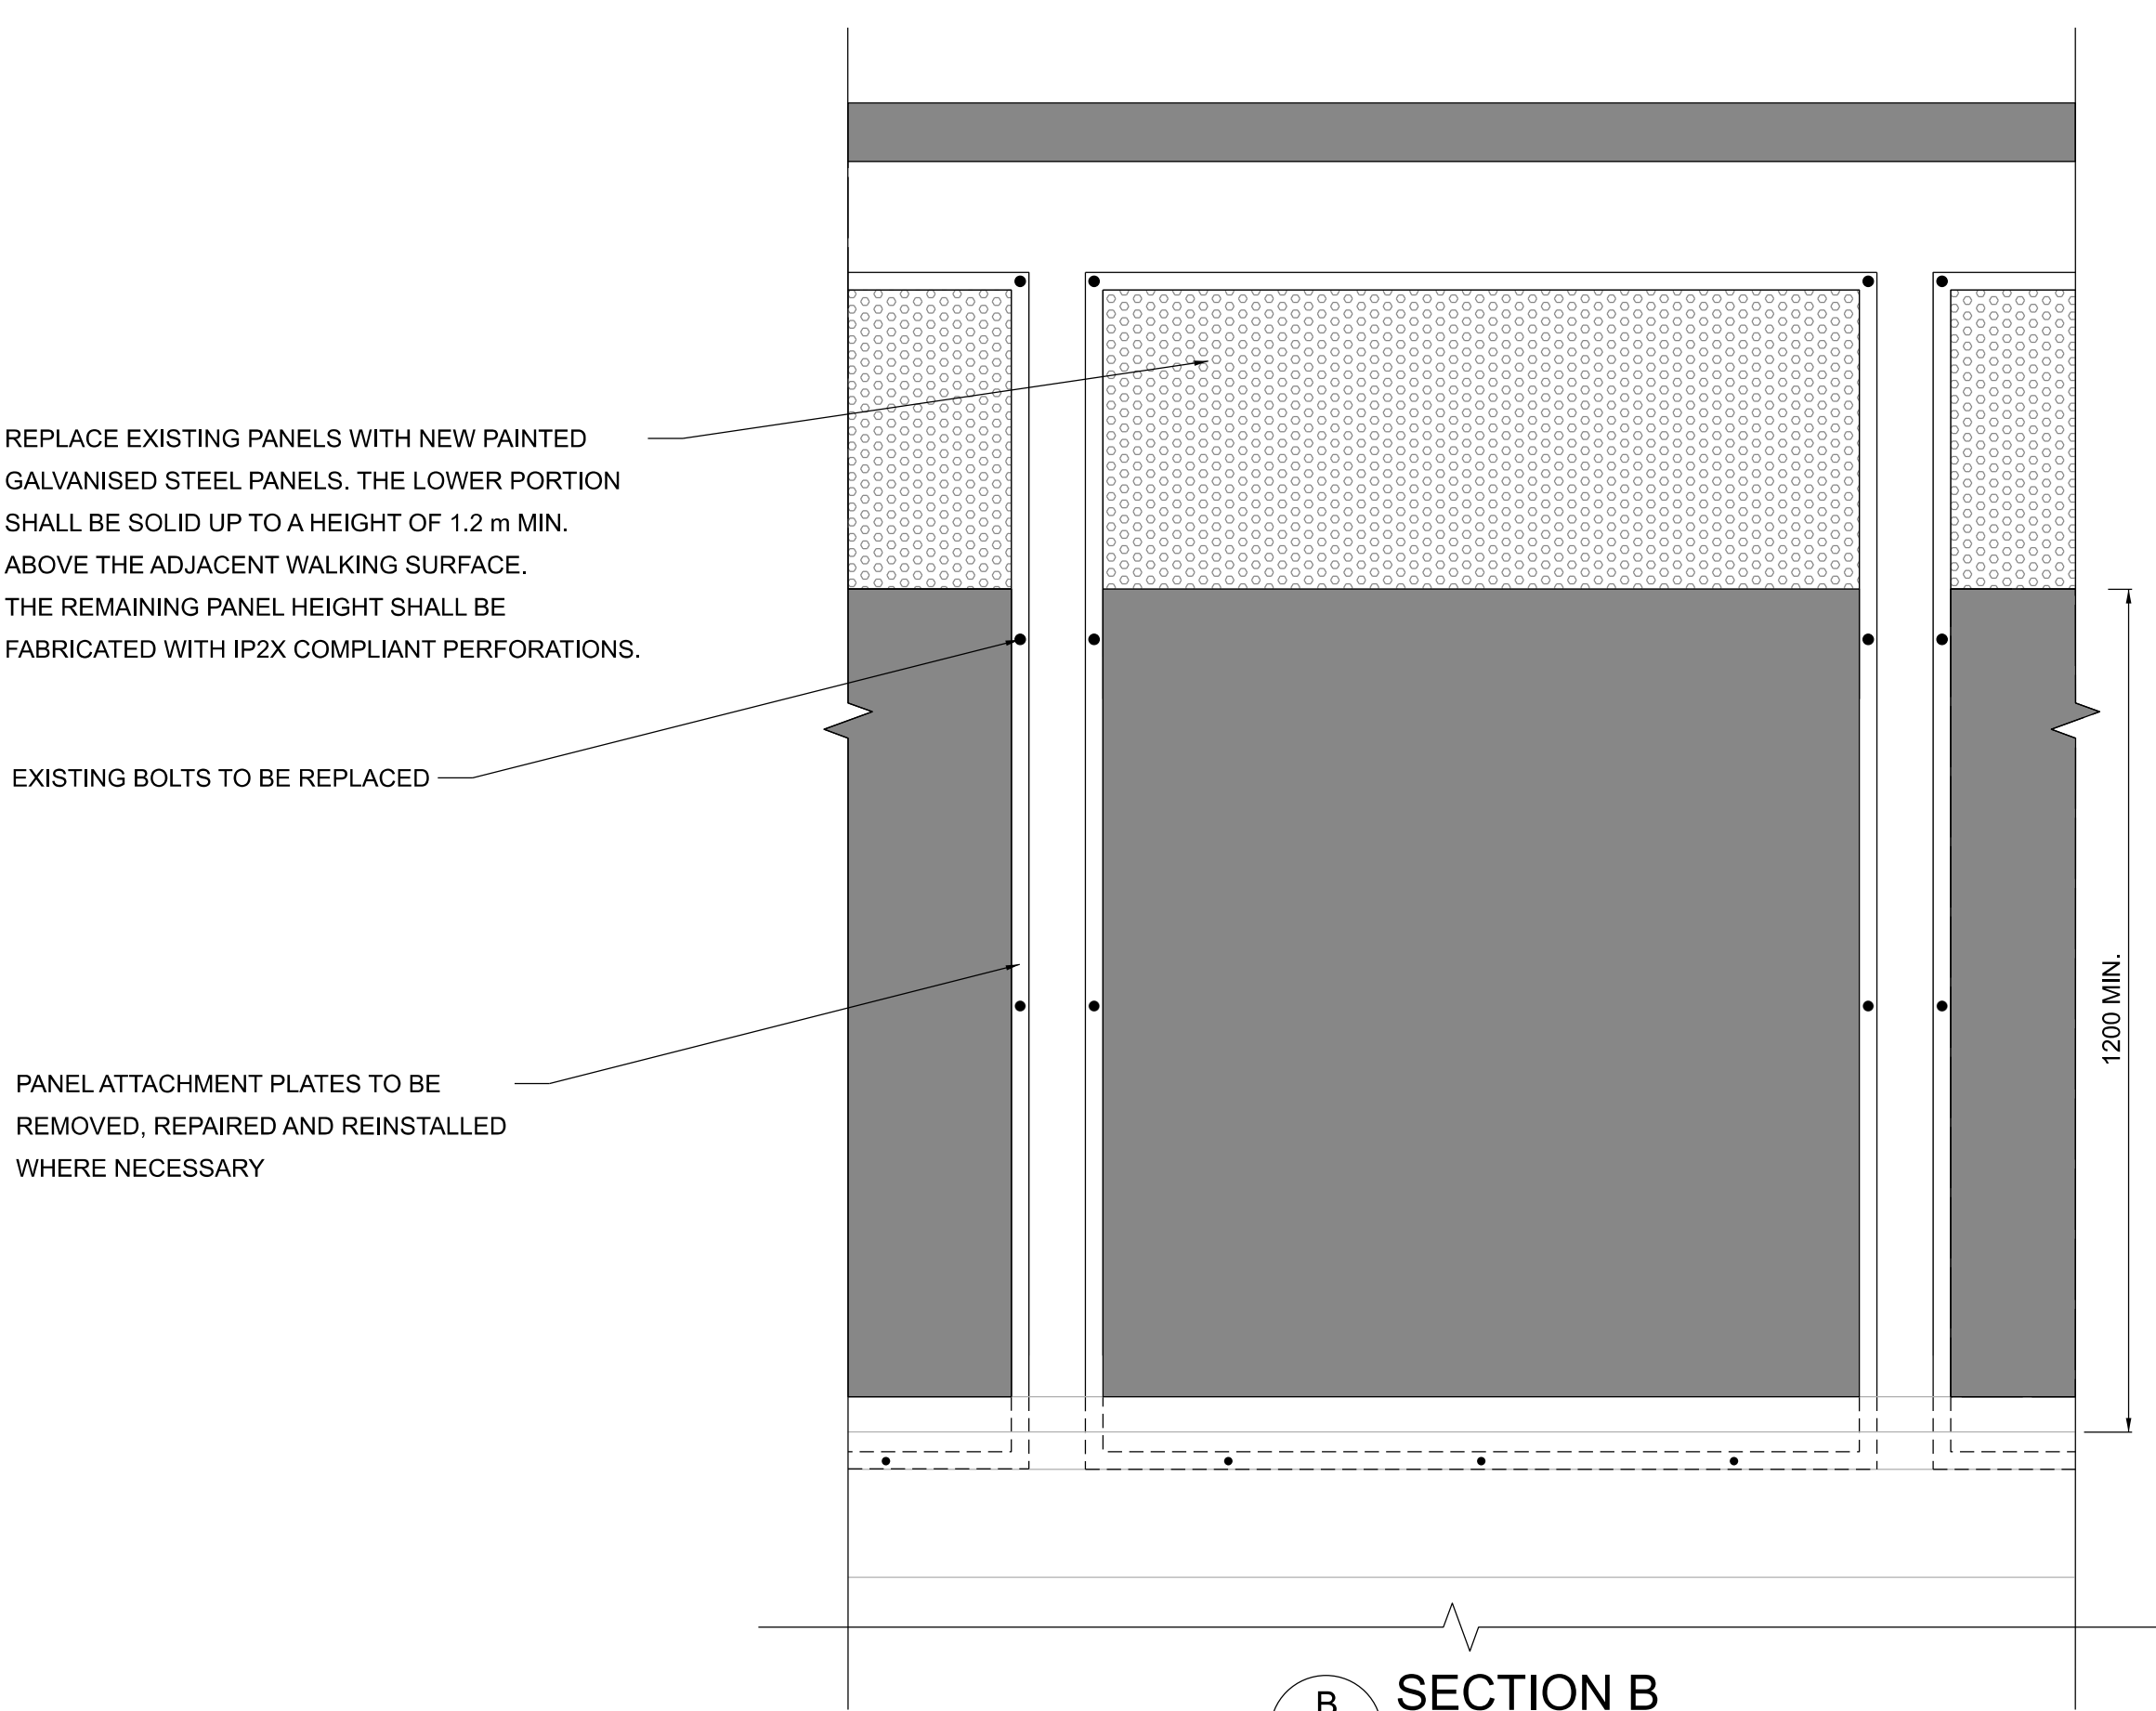 REPLACE EXISTING PANELS WITH NEW PAINTED
GALVANISED STEEL PANELS. THE LOWER PORTION
SHALL BE SOLID UP TO A HEIGHT OF 1.2 m MIN.
ABOVE THE ADJACENT WALKING SURFACE.
THE REMAINING PANEL HEIGHT SHALL BE
FABRICATED WITH IP2X COMPLIANT PERFORATIONS.
EXISTING BOLTS TO BE REPLACED
PANEL ATTACHMENT PLATES TO BE
REMOVED, REPAIRED AND REINSTALLED
WHERE NECESSARY
1200 MIN.
B
SECTION B